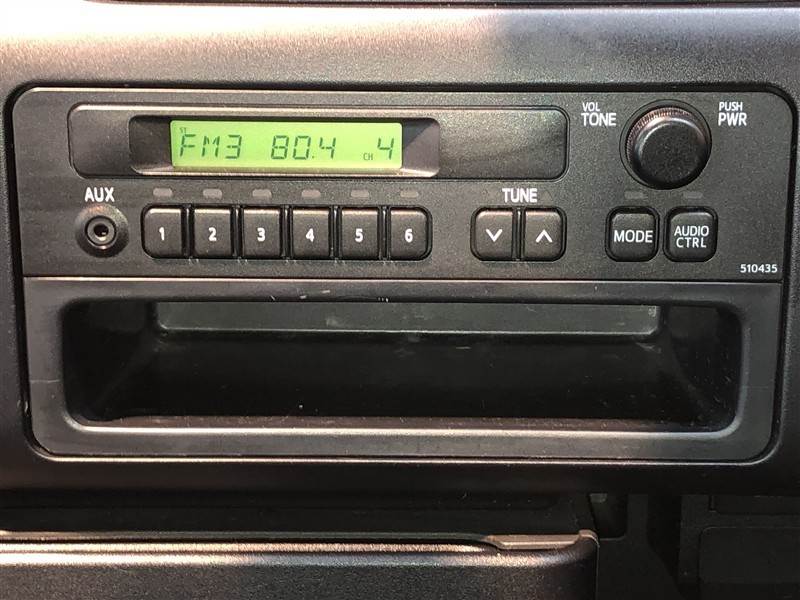 VOL
TONE
PUSH
PWR
ST
FM3 80.4 CH 4
AUX
TUNE
1 2 3 4 5 6
MODE
AUDIO
CTRL
510435